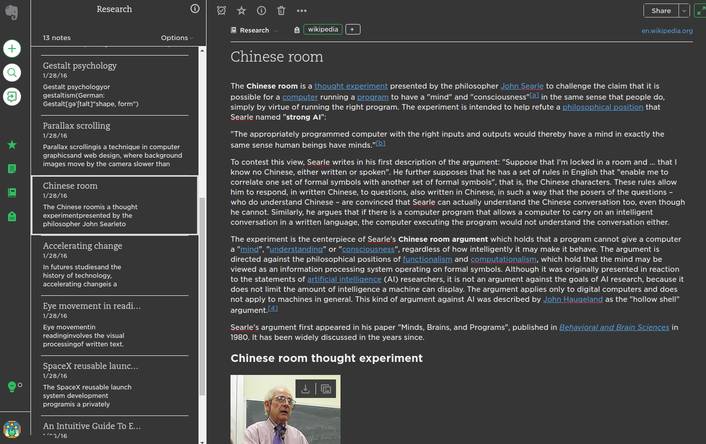 Research
13 notes
Options
Gestalt psychology
1/28/16
Gestalt psychologyor
gestaltism(German:
Gestalt[ɡəˈʃtalt]"shape, form")
Parallax scrolling
1/28/16
Parallax scrollingis a technique in computer
graphicsand web design, where background
images move by the camera slower than
Chinese room
1/28/16
The Chinese roomis a thought
experimentpresented by the
philosopher John Searleto
Accelerating change
1/28/16
In futures studiesand the
history of technology,
accelerating changeis a
Eye movement in readi...
1/28/16
Eye movementin
readinginvolves the visual
processingof written text.
SpaceX reusable launc...
1/28/16
The SpaceX reusable launch
system development
programis a privately
An Intuitive Guide To E...
1/28/16
Share
Research
wikipedia
+
en.wikipedia.org
Chinese room
The Chinese room is a thought experiment presented by the philosopher John Searle to challenge the claim that it is
possible for a computer running a program to have a "mind" and "consciousness"[a] in the same sense that people do,
simply by virtue of running the right program. The experiment is intended to help refute a philosophical position that
Searle named "strong AI":
"The appropriately programmed computer with the right inputs and outputs would thereby have a mind in exactly the
same sense human beings have minds."[b]
To contest this view, Searle writes in his first description of the argument: "Suppose that I'm locked in a room and ... that I
know no Chinese, either written or spoken". He further supposes that he has a set of rules in English that "enable me to
correlate one set of formal symbols with another set of formal symbols", that is, the Chinese characters. These rules allow
him to respond, in written Chinese, to questions, also written in Chinese, in such a way that the posers of the questions –
who do understand Chinese – are convinced that Searle can actually understand the Chinese conversation too, even though
he cannot. Similarly, he argues that if there is a computer program that allows a computer to carry on an intelligent
conversation in a written language, the computer executing the program would not understand the conversation either.
The experiment is the centerpiece of Searle's Chinese room argument which holds that a program cannot give a computer
a "mind", "understanding" or "consciousness", regardless of how intelligently it may make it behave. The argument is
directed against the philosophical positions of functionalism and computationalism, which hold that the mind may be
viewed as an information processing system operating on formal symbols. Although it was originally presented in reaction
to the statements of artificial intelligence (AI) researchers, it is not an argument against the goals of AI research, because it
does not limit the amount of intelligence a machine can display. The argument applies only to digital computers and does
not apply to machines in general. This kind of argument against AI was described by John Haugeland as the "hollow shell"
argument.[4]
Searle's argument first appeared in his paper "Minds, Brains, and Programs", published in Behavioral and Brain Sciences in
1980. It has been widely discussed in the years since.
Chinese room thought experiment